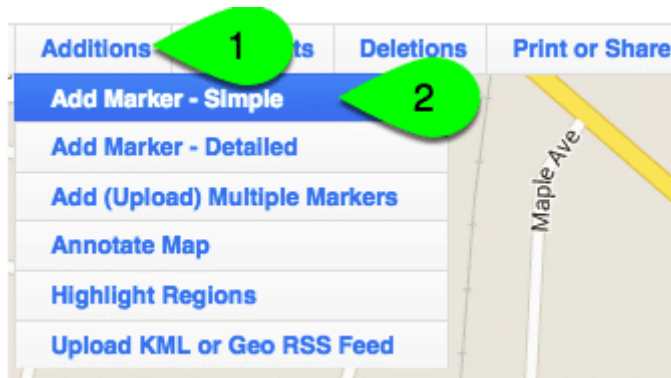 Additions 1 ts Deletions Print or Share
Add Marker - Simple 2
Add Marker - Detailed
Add (Upload) Multiple Markers
Annotate Map
Highlight Regions
Upload KML or Geo RSS Feed
Maple Ave